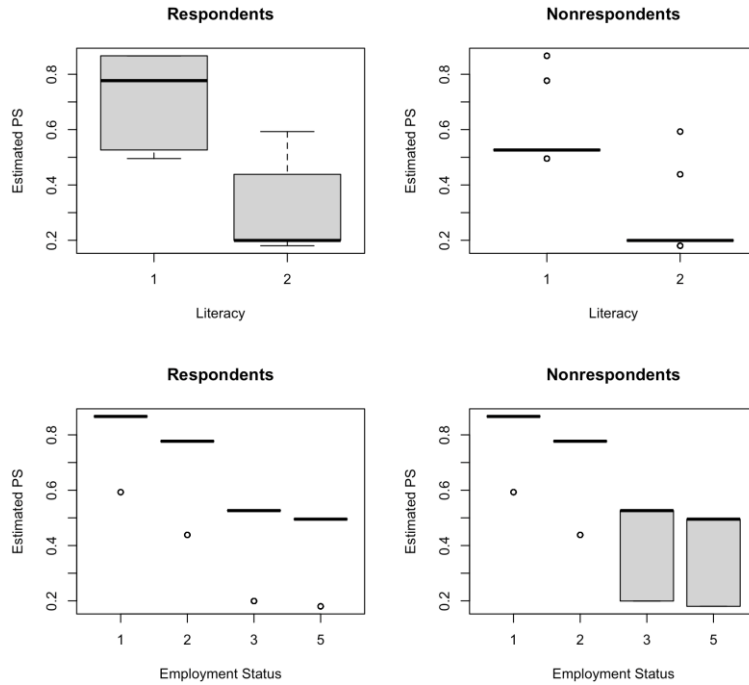 Respondents
Nonrespondents
Estimated PS
0.2 0.4 0.6 0.8
1 2
Literacy
Estimated PS
0.2 0.4 0.6 0.8
1 2
Literacy
Respondents
Nonrespondents
Estimated PS
0.2 0.4 0.6 0.8
1 2 3 5
Employment Status
Estimated PS
0.2 0.4 0.6 0.8
1 2 3 5
Employment Status